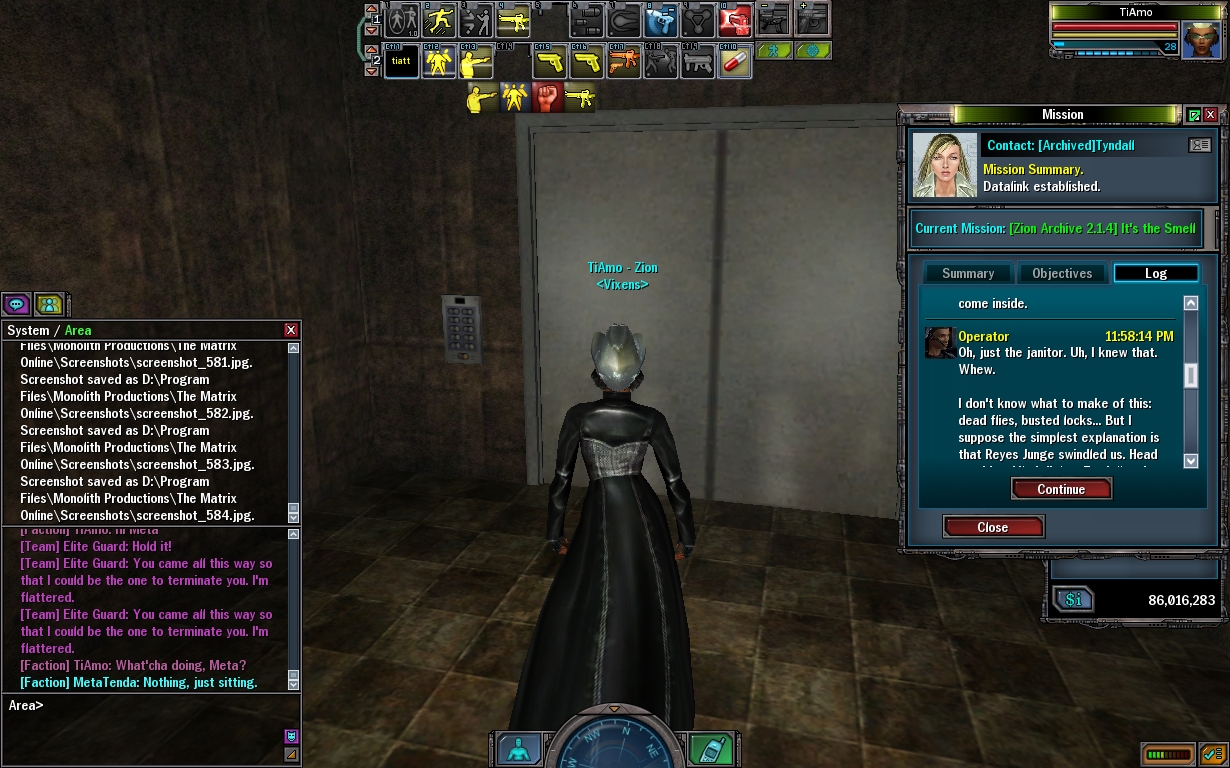 1
2
tiatt
TiAmo
28
Mission
Contact: [Archived]Tyndall
Mission Summary.
Datalink established.
Current Mission: [Zion Archive 2.1.4] It's the Smell
Summary
Objectives
Log
come inside.
Operator 11:58:14 PM
Oh, just the janitor. Uh, I knew that.
Whew.
I don't know what to make of this:
dead flies, busted locks... But I
suppose the simplest explanation is
that Reyes Junge swindled us. Head
Continue
Close
$i
86,016,283
TiAmo - Zion
<Vixens>
System / Area
Files\Monolith Productions\The Matrix
Online\Screenshots\screenshot_581.jpg.
Screenshot saved as D:\Program
Files\Monolith Productions\The Matrix
Online\Screenshots\screenshot_582.jpg.
Screenshot saved as D:\Program
Files\Monolith Productions\The Matrix
Online\Screenshots\screenshot_583.jpg.
Screenshot saved as D:\Program
Files\Monolith Productions\The Matrix
Online\Screenshots\screenshot_584.jpg.
[Faction] TiAmo: Hi Meta
[Team] Elite Guard: Hold it!
[Team] Elite Guard: You came all this way so
that I could be the one to terminate you. I'm
flattered.
[Team] Elite Guard: You came all this way so
that I could be the one to terminate you. I'm
flattered.
[Faction] TiAmo: What'cha doing, Meta?
[Faction] MetaTenda: Nothing, just sitting.
Area>
W NW N NE